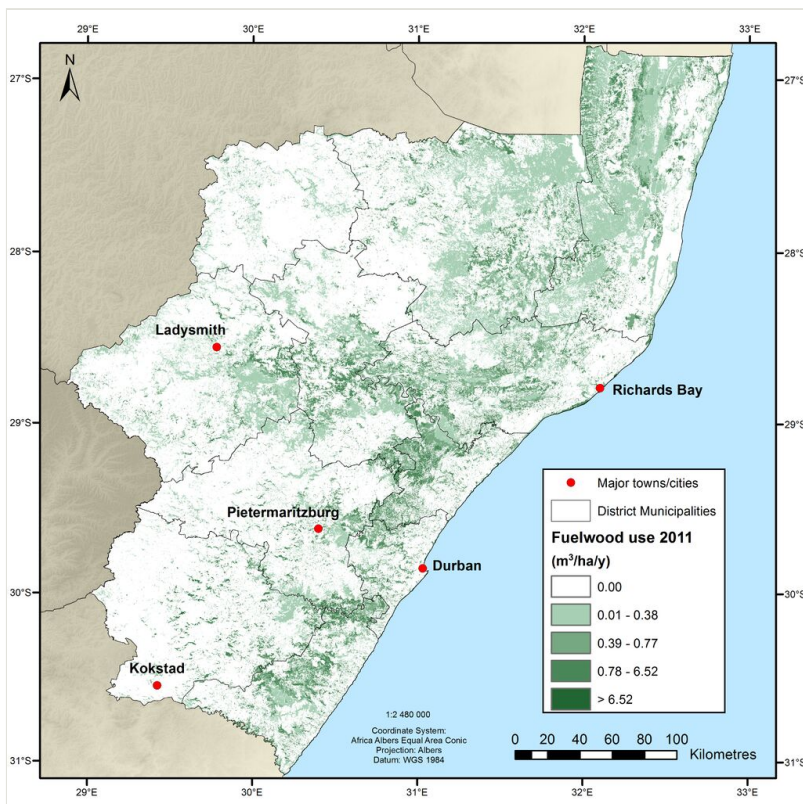 29°E 30°E 31°E 32°E 33°E
N
27°S 27°S
28°S 28°S
Ladysmith
Richards Bay
29°S 29°S
Major towns/cities
District Municipalities
Pietermaritzburg
Fuelwood use 2011
(m³/ha/y)
Durban
0.00
30°S 30°S
0.01 - 0.38
0.39 - 0.77
0.78 - 6.52
> 6.52
Kokstad
1:2 480 000
Coordinate System:
Africa Albers Equal Area Conic
Projection: Albers
Datum: WGS 1984
0 20 40 60 80 100
Kilometres
31°S 31°S
29°E 30°E 31°E 32°E 33°E